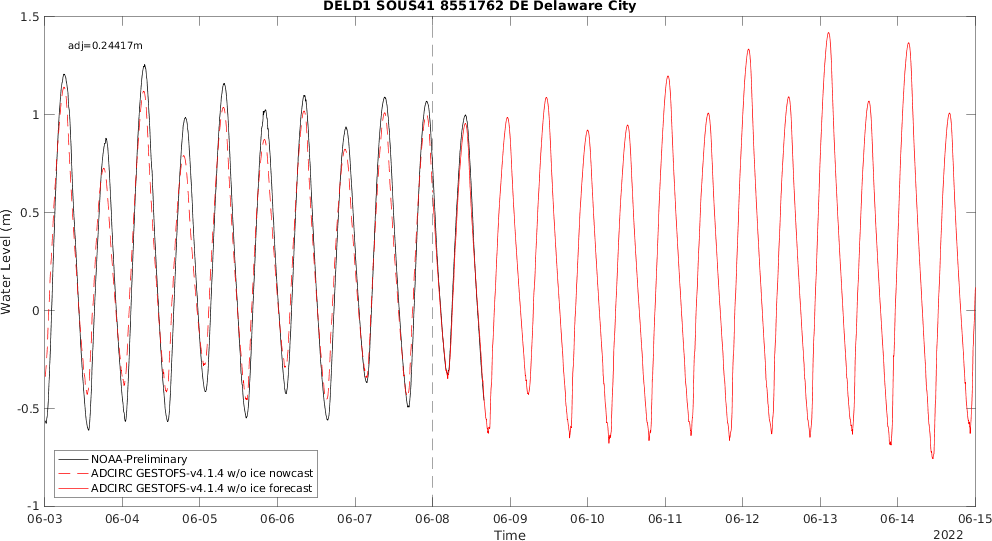 DELD1 SOUS41 8551762 DE Delaware City
adj=0.24417m
1.5
1
0.5
0
-0.5
-1
Water Level (m)
NOAA-Preliminary
ADCIRC GESTOFS-v4.1.4 w/o ice nowcast
ADCIRC GESTOFS-v4.1.4 w/o ice forecast
06-03 06-04 06-05 06-06 06-07 06-08 06-09 06-10 06-11 06-12 06-13 06-14 06-15
Time
2022